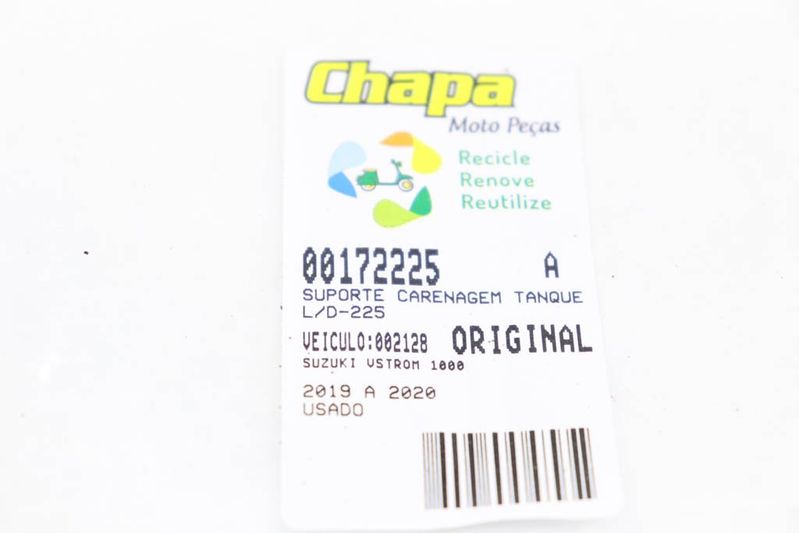 Chapa
Moto Peças
Recicle
Renove
Reutilize
00172225 A
SUPORTE CARENAGEM TANQUE
L/D-225
VEICULO:002128 ORIGINAL
SUZUKI VSTROM 1000
2019 A 2020
USADO